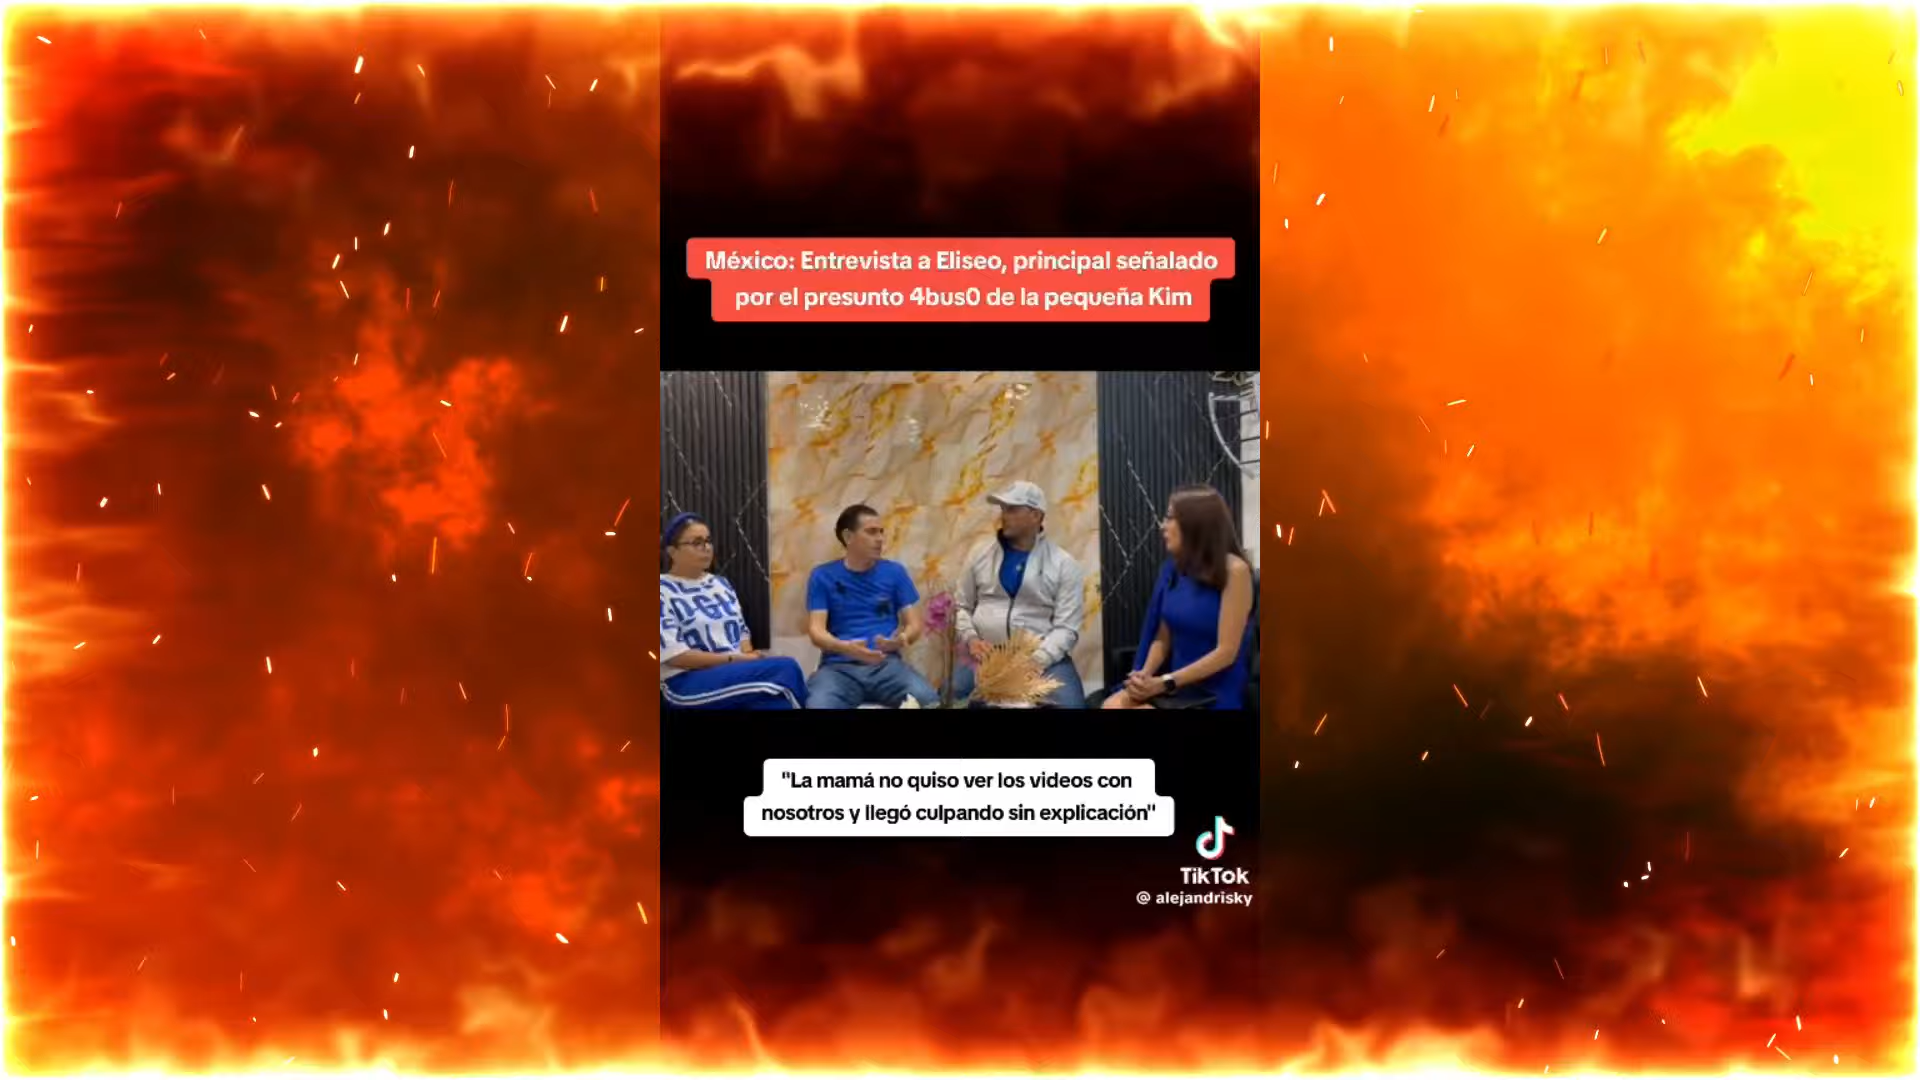 México: Entrevista a Eliseo, principal señalado
por el presunto 4bus0 de la pequeña Kim
"La mamá no quiso ver los videos con
nosotros y llegó culpando sin explicación"
TikTok
@ alejandrisky